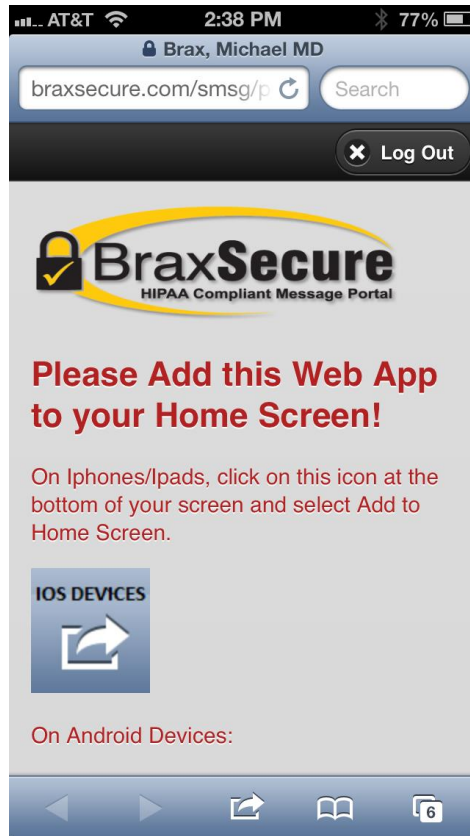 AT&T 2:38 PM 77%
Brax, Michael MD
braxsecure.com/smsg/p Search
Log Out
BraxSecure
HIPAA Compliant Message Portal
Please Add this Web App
to your Home Screen!
On Iphones/Ipads, click on this icon at the
bottom of your screen and select Add to
Home Screen.
IOS DEVICES
On Android Devices:
6